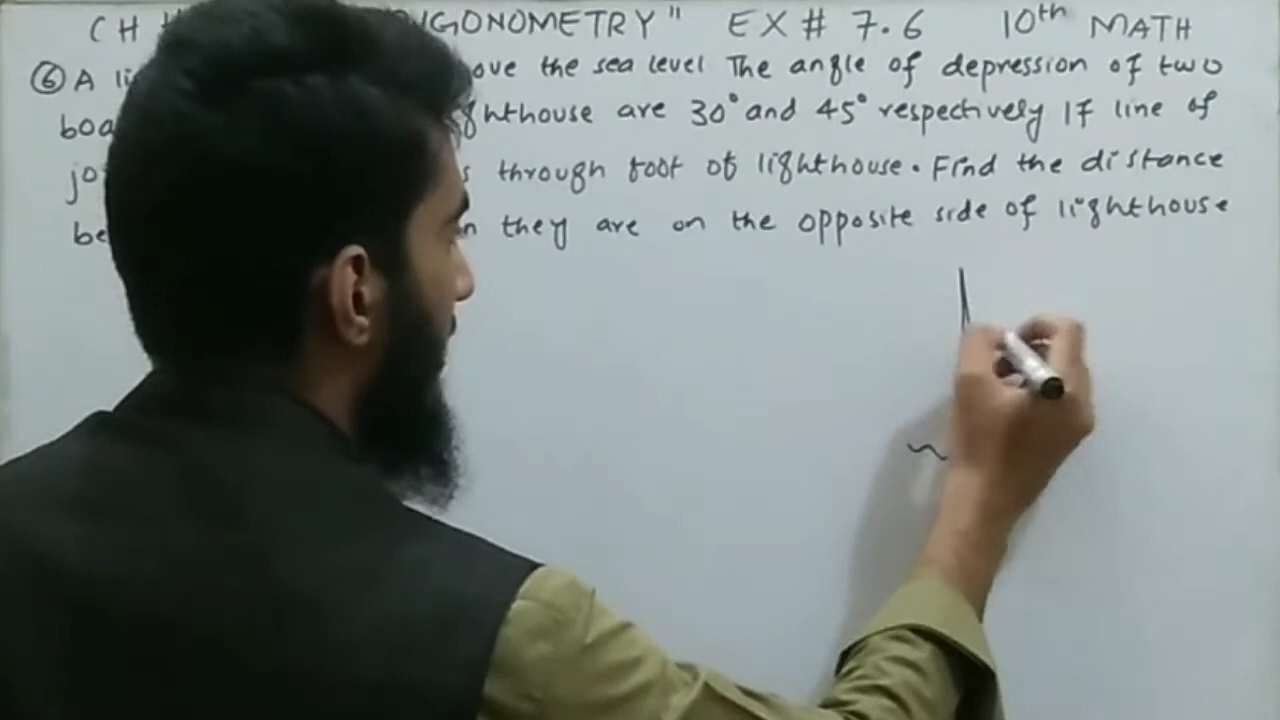 CH IGONOMETRY" EX # 7.6 10th MATH
⑥ A li ove the sea level The angle of depression of two
boa ghthouse are 30° and 45° respectively If line of
jo s through foot of lighthouse. Find the distance
be n they are on the opposite side of lighthouse